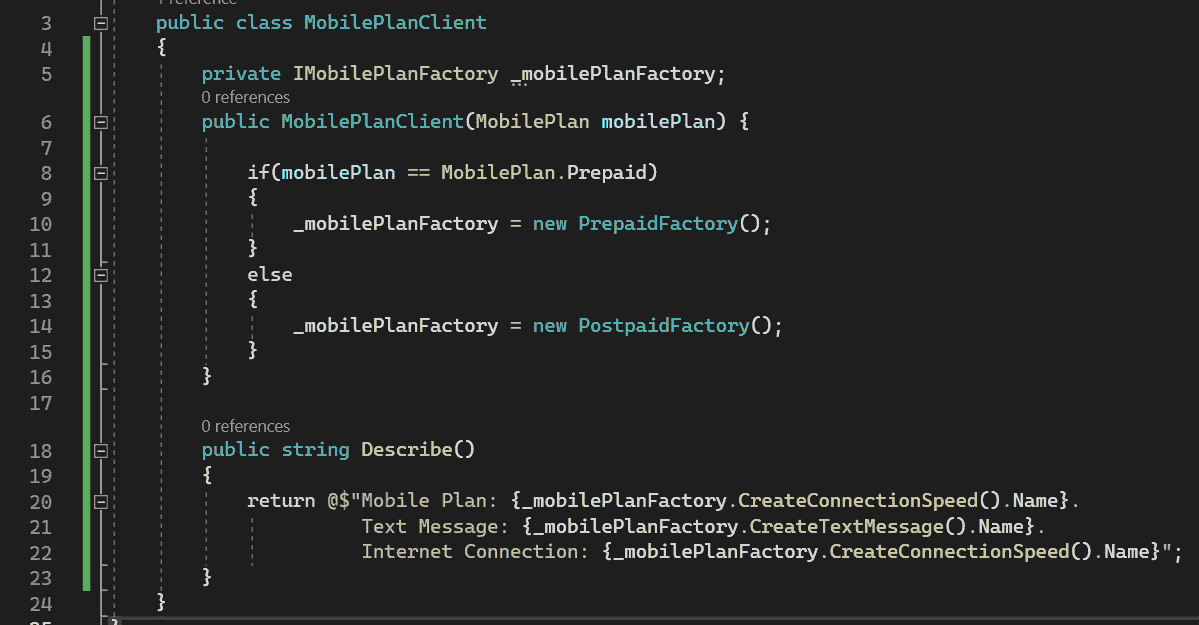 1 reference
3 public class MobilePlanClient
4 {
5 private IMobilePlanFactory _mobilePlanFactory;
0 references
6 public MobilePlanClient(MobilePlan mobilePlan) {
7
8 if(mobilePlan == MobilePlan.Prepaid)
9 {
10 _mobilePlanFactory = new PrepaidFactory();
11 }
12 else
13 {
14 _mobilePlanFactory = new PostpaidFactory();
15 }
16 }
17
0 references
18 public string Describe()
19 {
20 return @$"Mobile Plan: {_mobilePlanFactory.CreateConnectionSpeed().Name}.
21 Text Message: {_mobilePlanFactory.CreateTextMessage().Name}.
22 Internet Connection: {_mobilePlanFactory.CreateConnectionSpeed().Name}";
23 }
24 }
25 }